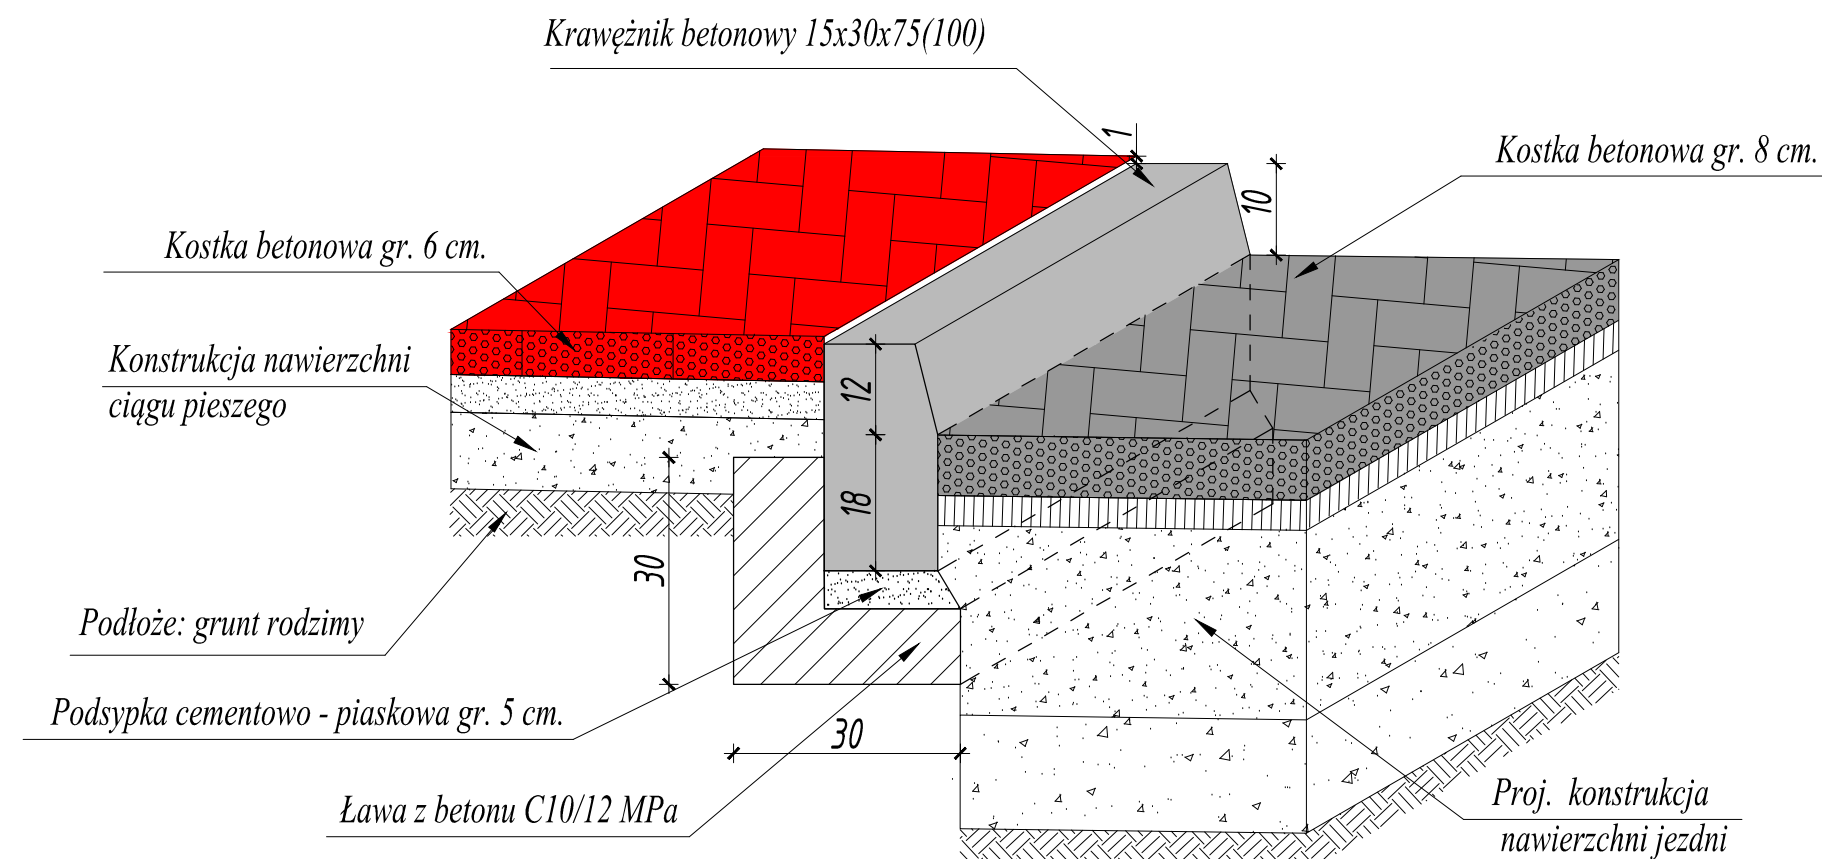 Krawężnik betonowy 15x30x75(100)
1
Kostka betonowa gr. 8 cm.
10
Kostka betonowa gr. 6 cm.
Konstrukcja nawierzchni
ciągu pieszego
12
18
30
Podłoże: grunt rodzimy
Podsypka cementowo - piaskowa gr. 5 cm.
30
Ława z betonu C10/12 MPa
Proj. konstrukcja
nawierzchni jezdni